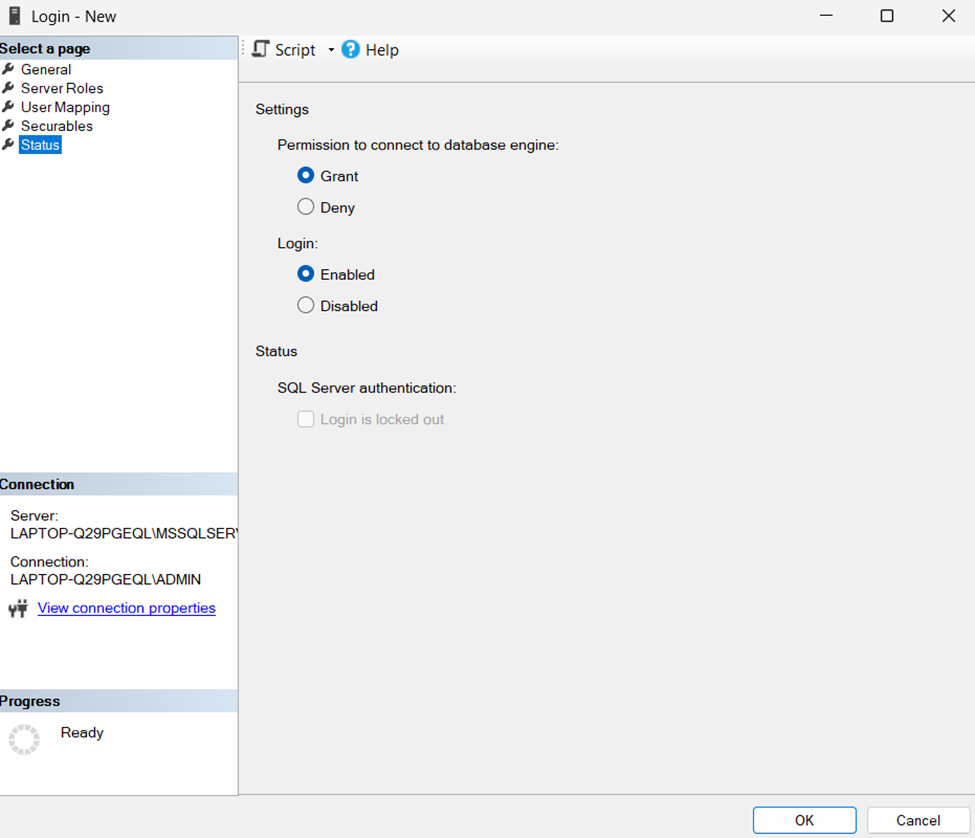 Login - New
Select a page
General
Server Roles
User Mapping
Securables
Status
Script
Help
Settings
Permission to connect to database engine:
Grant
Deny
Login:
Enabled
Disabled
Status
SQL Server authentication:
Login is locked out
Connection
Server:
LAPTOP-Q29PGEQL\MSSQLSERV
Connection:
LAPTOP-Q29PGEQL\ADMIN
View connection properties
Progress
Ready
OK
Cancel